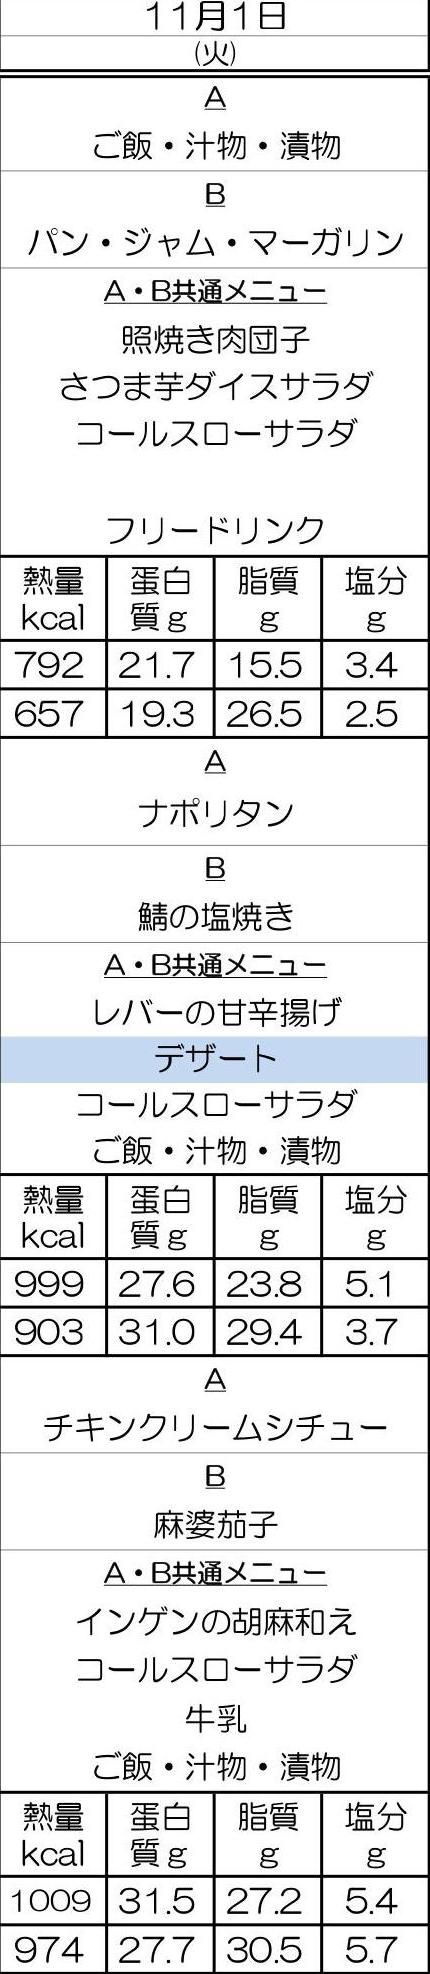 11月1日
(火)
A
ご飯・汁物・漬物
B
パン・ジャム・マーガリン
A・B共通メニュー
照焼き肉団子
さつま芋ダイスサラダ
コールスローサラダ
フリードリンク
熱量 蛋白 脂質 塩分
kcal 質g g g
792 21.7 15.5 3.4
657 19.3 26.5 2.5
A
ナポリタン
B
鯖の塩焼き
A・B共通メニュー
レバーの甘辛揚げ
デザート
コールスローサラダ
ご飯・汁物・漬物
熱量 蛋白 脂質 塩分
kcal 質g g g
999 27.6 23.8 5.1
903 31.0 29.4 3.7
A
チキンクリームシチュー
B
麻婆茄子
A・B共通メニュー
インゲンの胡麻和え
コールスローサラダ
牛乳
ご飯・汁物・漬物
熱量 蛋白 脂質 塩分
kcal 質g g g
1009 31.5 27.2 5.4
974 27.7 30.5 5.7